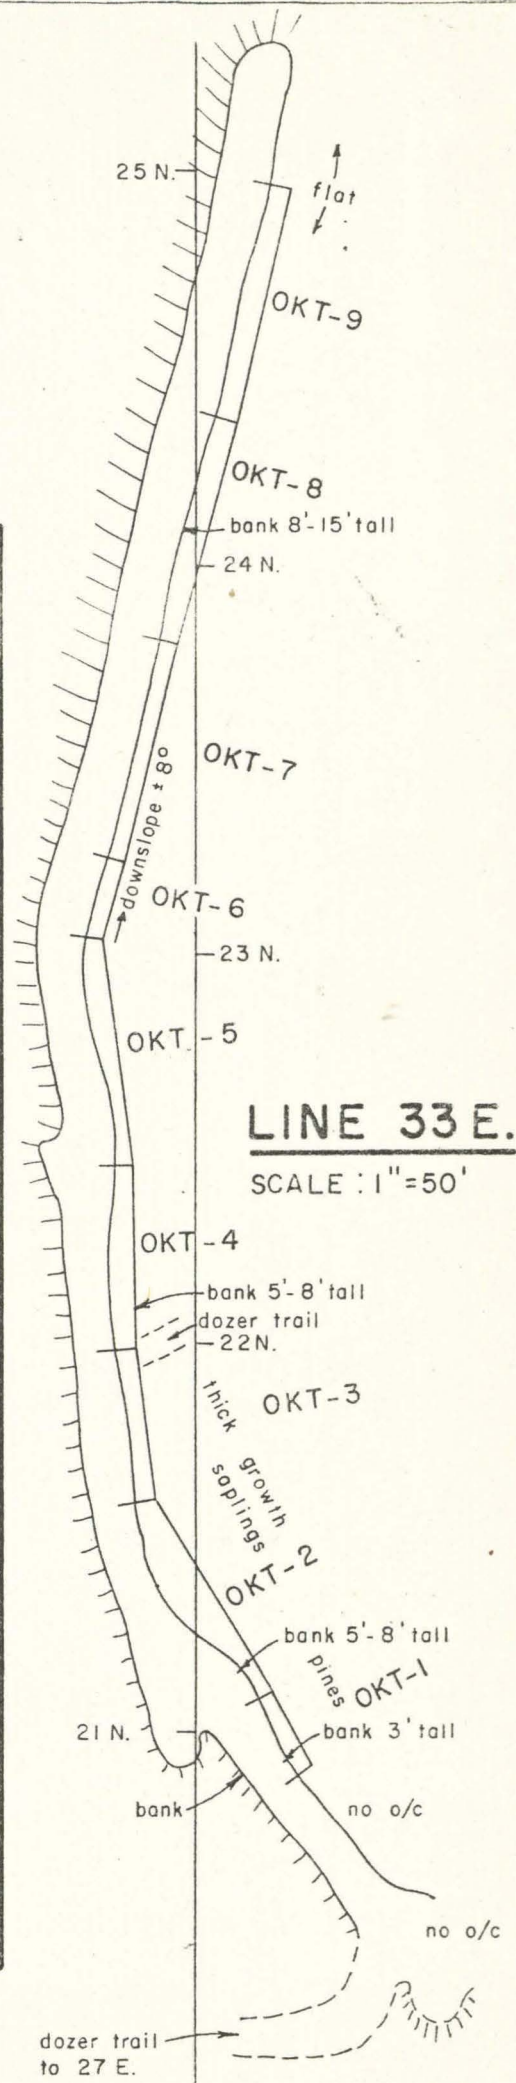 25 N.
flat
OKT-9
OKT-8
bank 8'-15' tall
24 N.
OKT-7
downslope ± 8°
OKT-6
23 N.
OKT-5
LINE 33 E.
SCALE : 1"=50'
OKT-4
bank 5'-8' tall
dozer trail
22N.
thick growth
saplings
OKT-3
OKT-2
bank 5'-8' tall
pines
OKT-1
21 N.
bank 3' tall
bank
no o/c
no o/c
dozer trail
to 27 E.